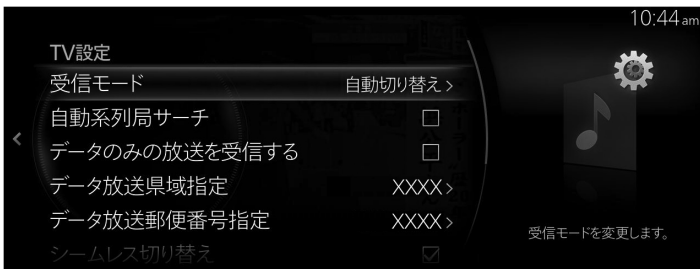 10:44 am
TV設定
受信モード 自動切り替え >
自動系列局サーチ
データのみの放送を受信する
データ放送県域指定 XXXX >
データ放送郵便番号指定 XXXX >
シームレス切り替え
受信モードを変更します。